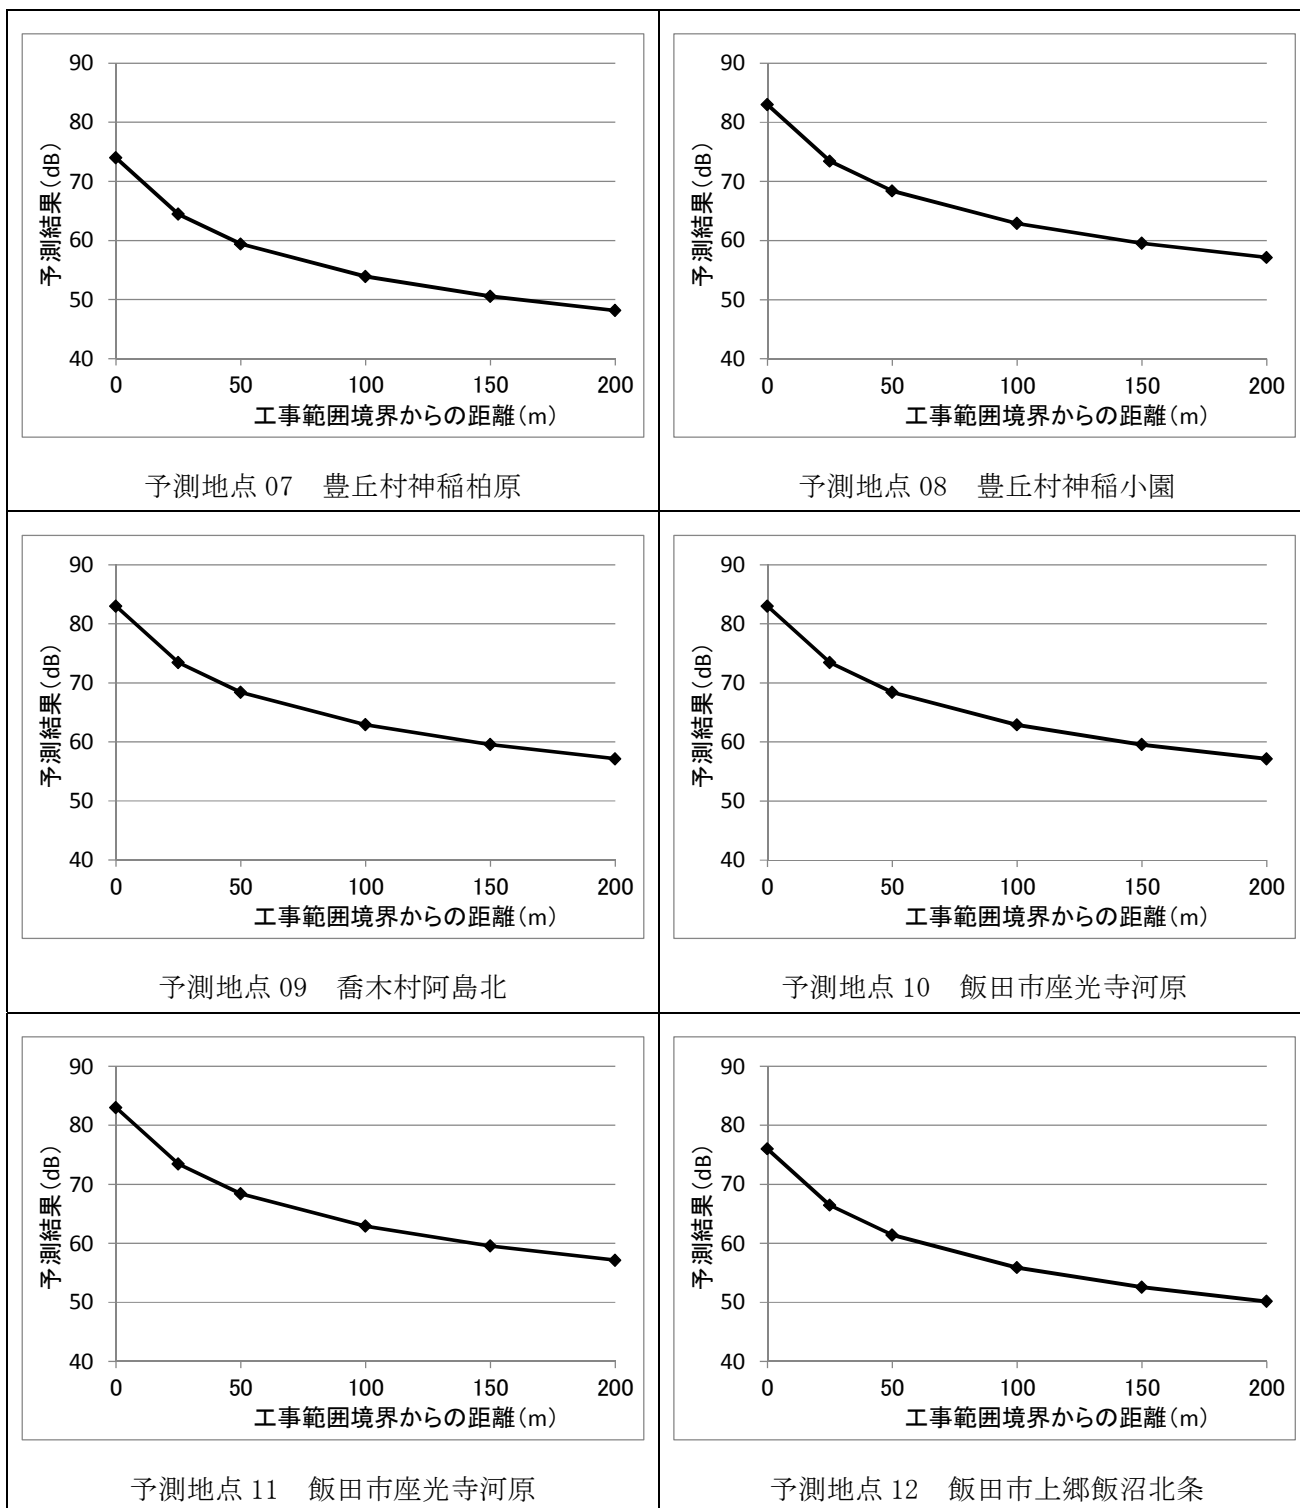 90
80
70
60
50
40
予測結果(dB)
0 50 100 150 200
工事範囲境界からの距離(m)
予測地点 07　豊丘村神稲柏原
90
80
70
60
50
40
予測結果(dB)
0 50 100 150 200
工事範囲境界からの距離(m)
予測地点 08　豊丘村神稲小園
90
80
70
60
50
40
予測結果(dB)
0 50 100 150 200
工事範囲境界からの距離(m)
予測地点 09　喬木村阿島北
90
80
70
60
50
40
予測結果(dB)
0 50 100 150 200
工事範囲境界からの距離(m)
予測地点 10　飯田市座光寺河原
90
80
70
60
50
40
予測結果(dB)
0 50 100 150 200
工事範囲境界からの距離(m)
予測地点 11　飯田市座光寺河原
90
80
70
60
50
40
予測結果(dB)
0 50 100 150 200
工事範囲境界からの距離(m)
予測地点 12　飯田市上郷飯沼北条